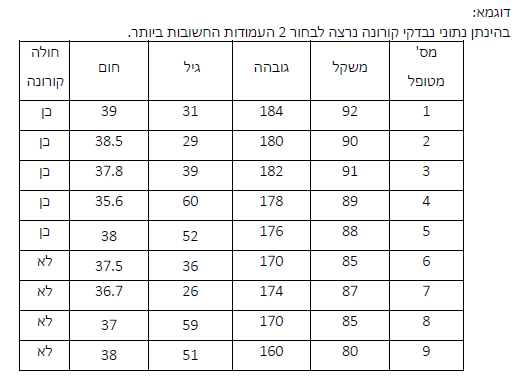 דוגמא:
בהינתן נתוני נבדקי קורונה נרצה לבחור 2 העמודות החשובות ביותר.
מס' מטופל משקל גובהה גיל חום חולה קורונה
1 92 184 31 39 כן
2 90 180 29 38.5 כן
3 91 182 39 37.8 כן
4 89 178 60 35.6 כן
5 88 176 52 38 כן
6 85 170 36 37.5 לא
7 87 174 26 36.7 לא
8 85 170 59 37 לא
9 80 160 51 38 לא